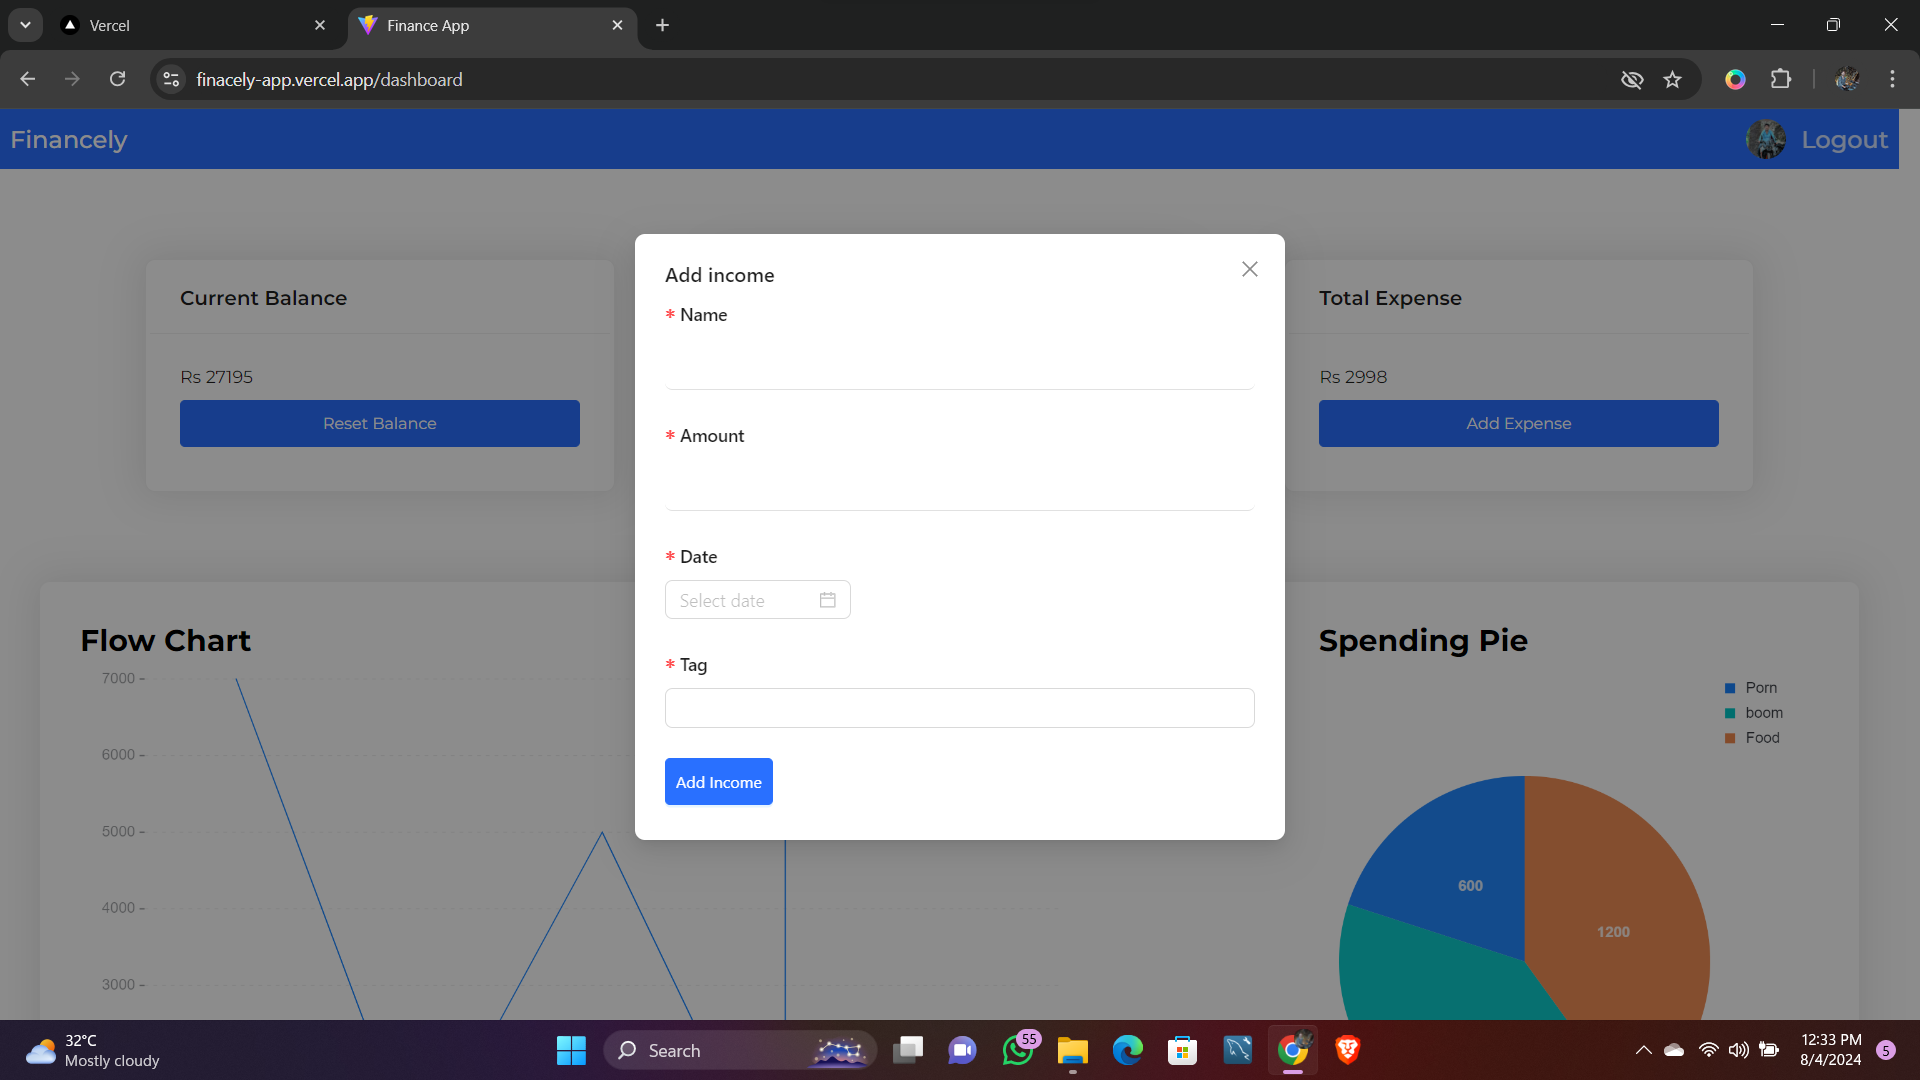 Vercel
Finance App
finacely-app.vercel.app/dashboard
Financely
Logout
Current Balance
Rs 27195
Reset Balance
Add income
* Name
* Amount
* Date
Select date
* Tag
Add Income
Total Expense
Rs 2998
Add Expense
Flow Chart
7000
6000
5000
4000
3000
Spending Pie
Porn
boom
Food
600
1200
32°C
Mostly cloudy
Search
55
12:33 PM
8/4/2024
5